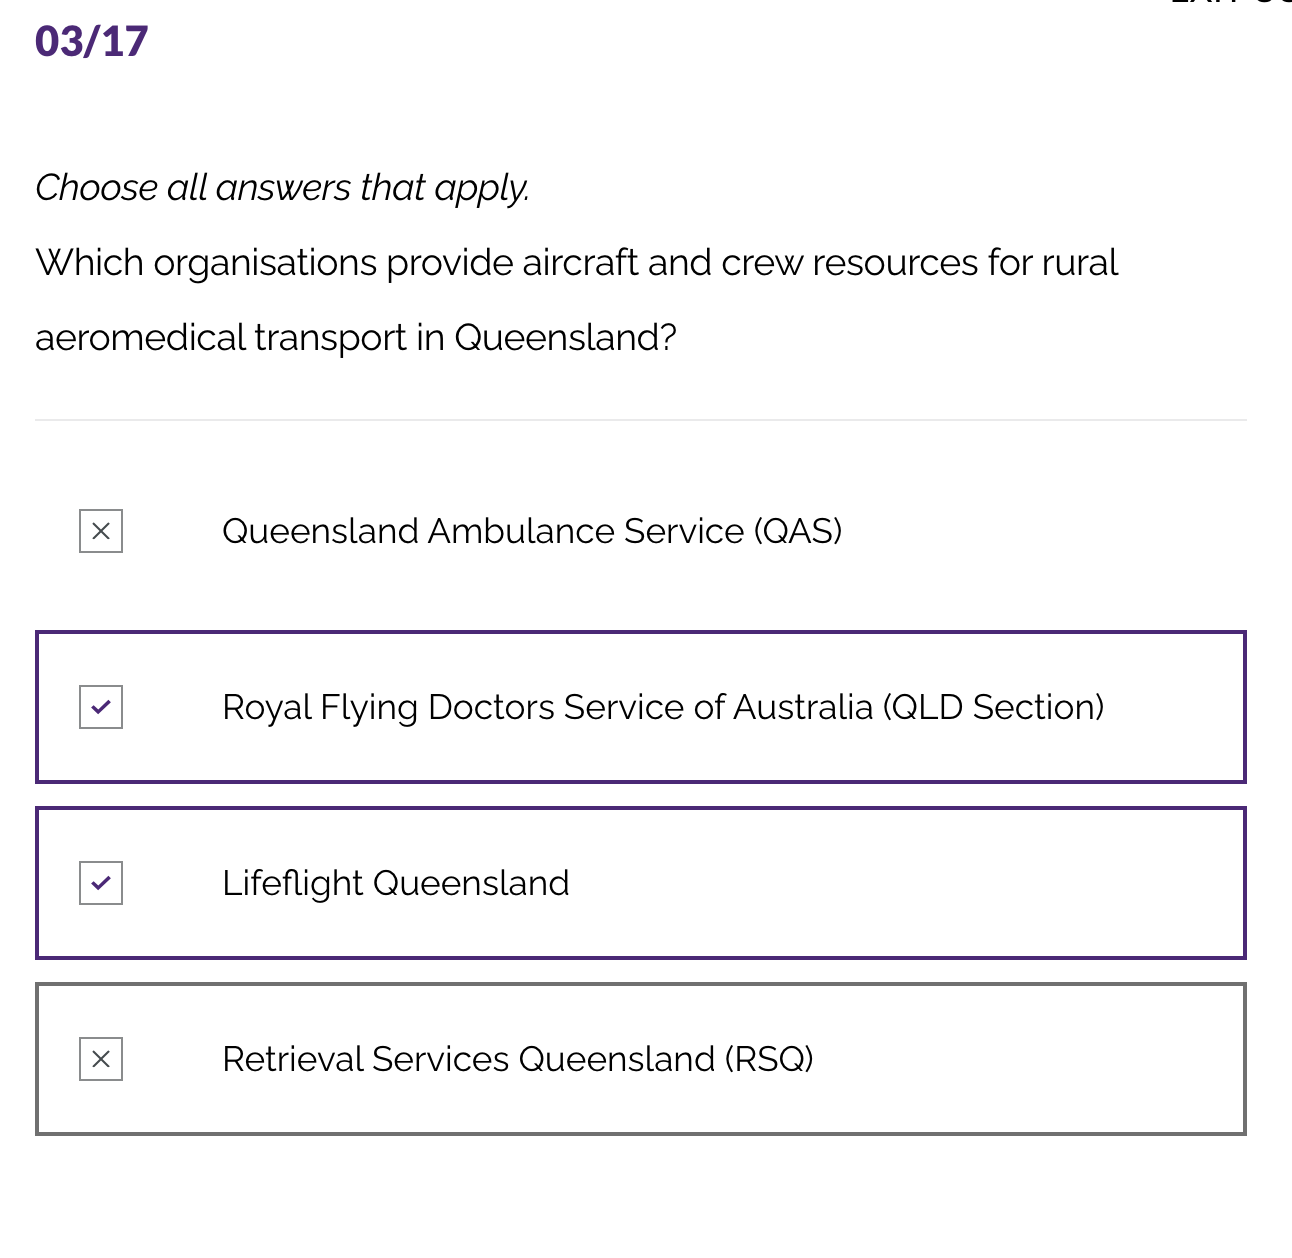 03/17
Choose all answers that apply.
Which organisations provide aircraft and crew resources for rural
aeromedical transport in Queensland?
Queensland Ambulance Service (QAS)
Royal Flying Doctors Service of Australia (QLD Section)
Lifeflight Queensland
Retrieval Services Queensland (RSQ)